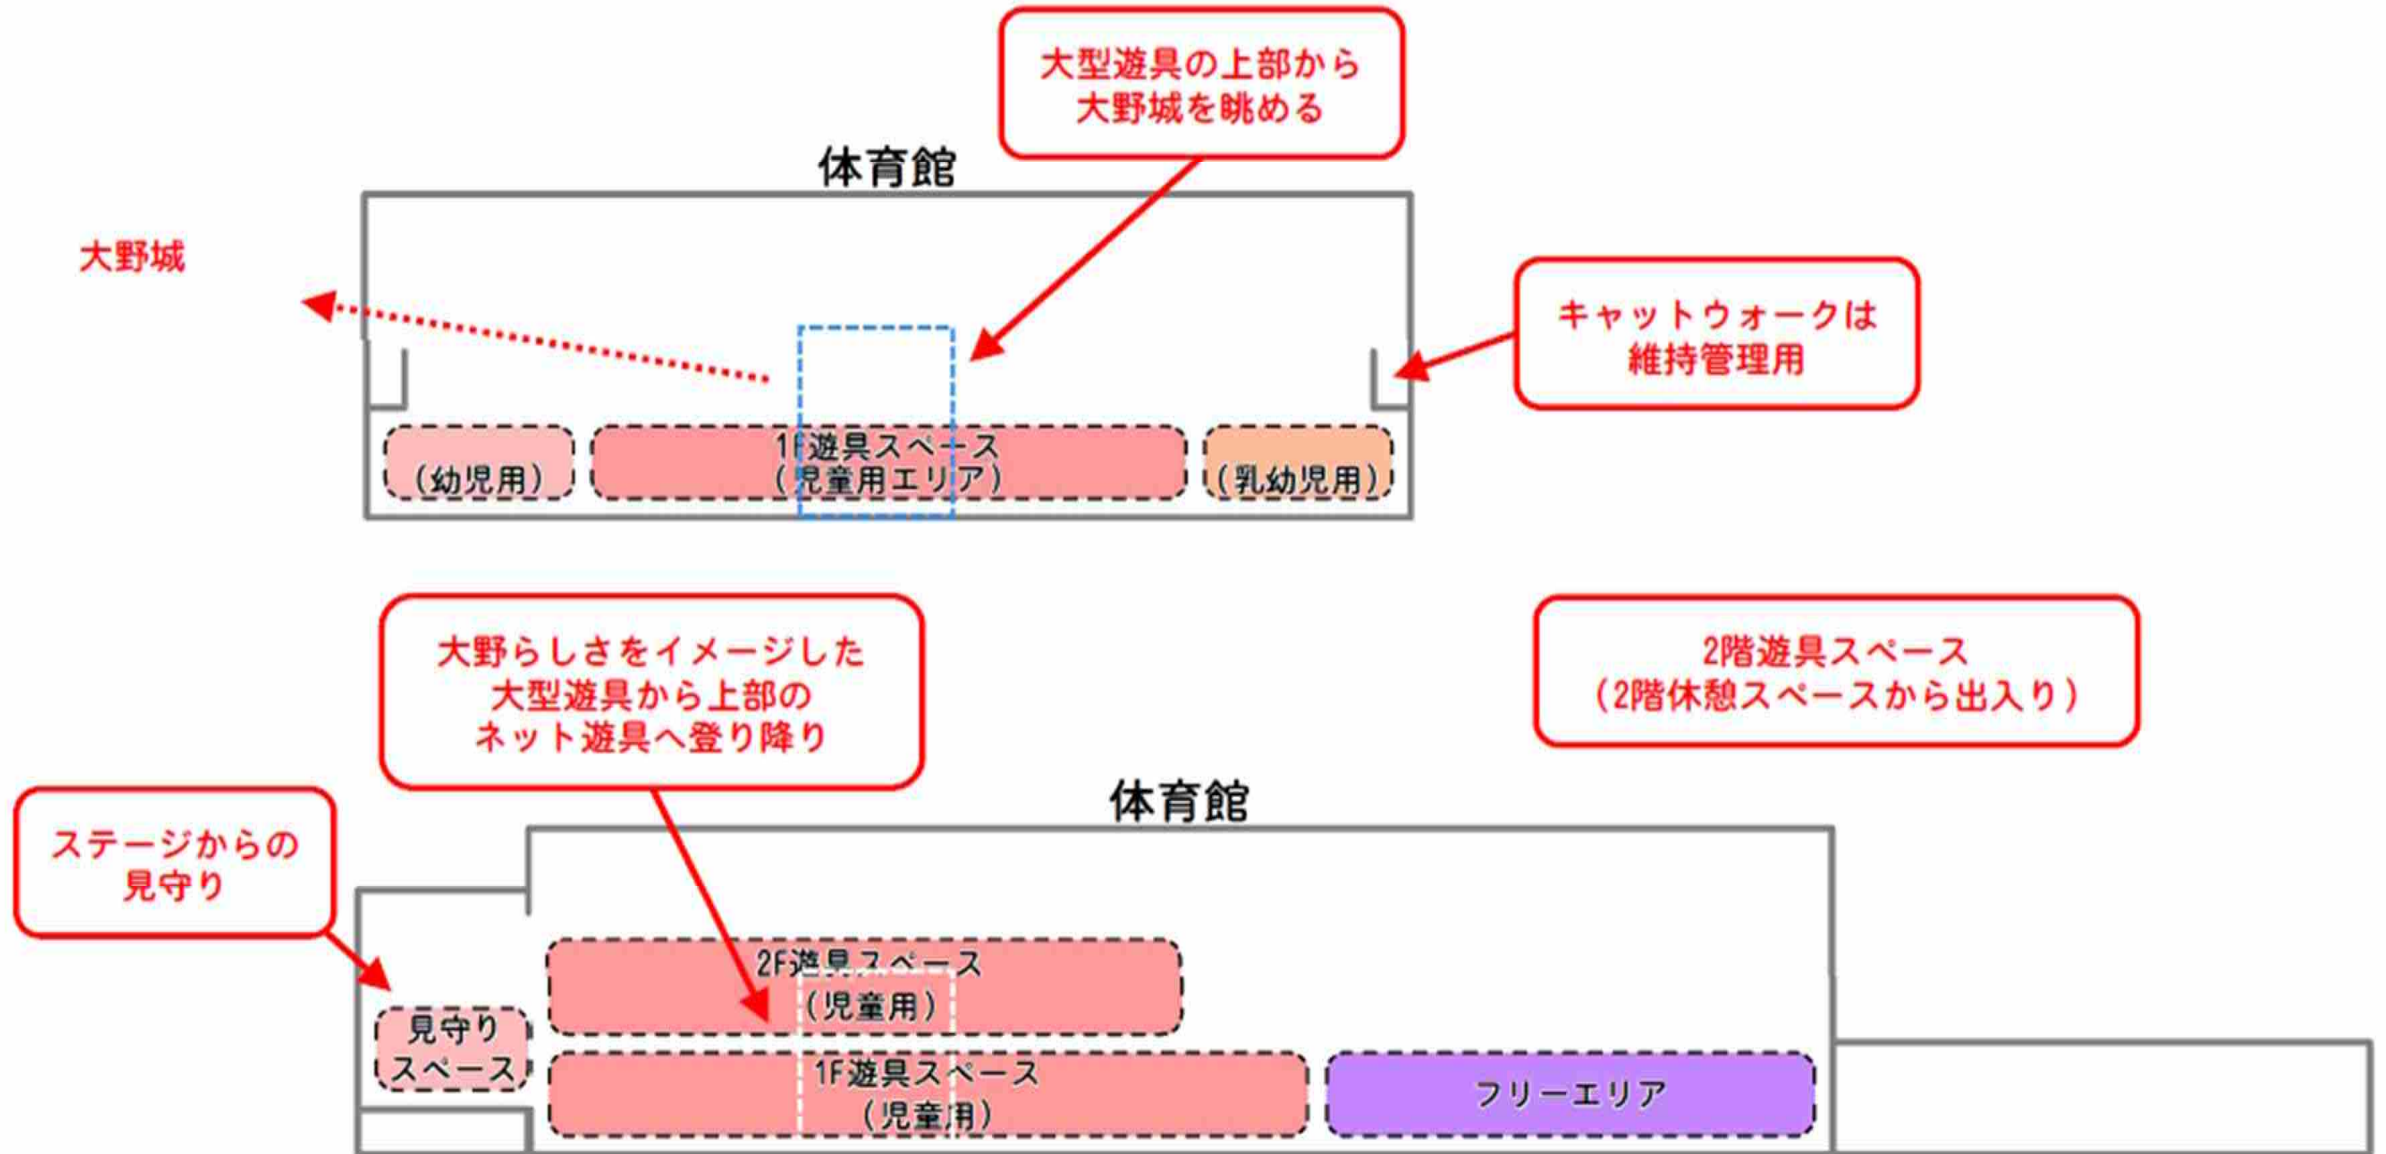 大型遊具の上部から
大野城を眺める
体育館
大野城
キャットウォークは
維持管理用
1F遊具スペース
(幼児用)
(児童用エリア)
(乳幼児用)
大野らしさをイメージした
大型遊具から上部の
ネット遊具へ登り降り
2階遊具スペース
(2階休憩スペースから出入り)
体育館
ステージからの
見守り
2F遊具スペース
(児童用)
見守り
スペース
1F遊具スペース
(児童用)
フリーエリア